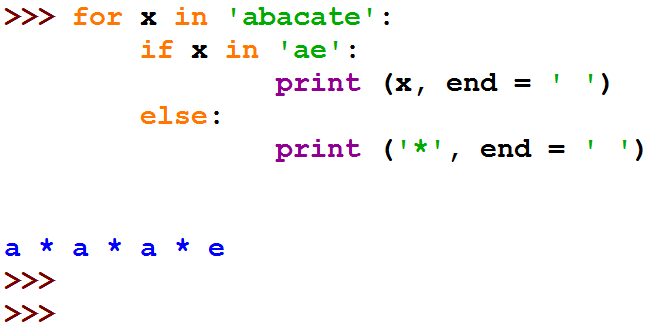 >>> for x in 'abacate':
        if x in 'ae':
                print (x, end = ' ')
        else:
                print ('*', end = ' ')
a * a * a * e
>>>
>>>